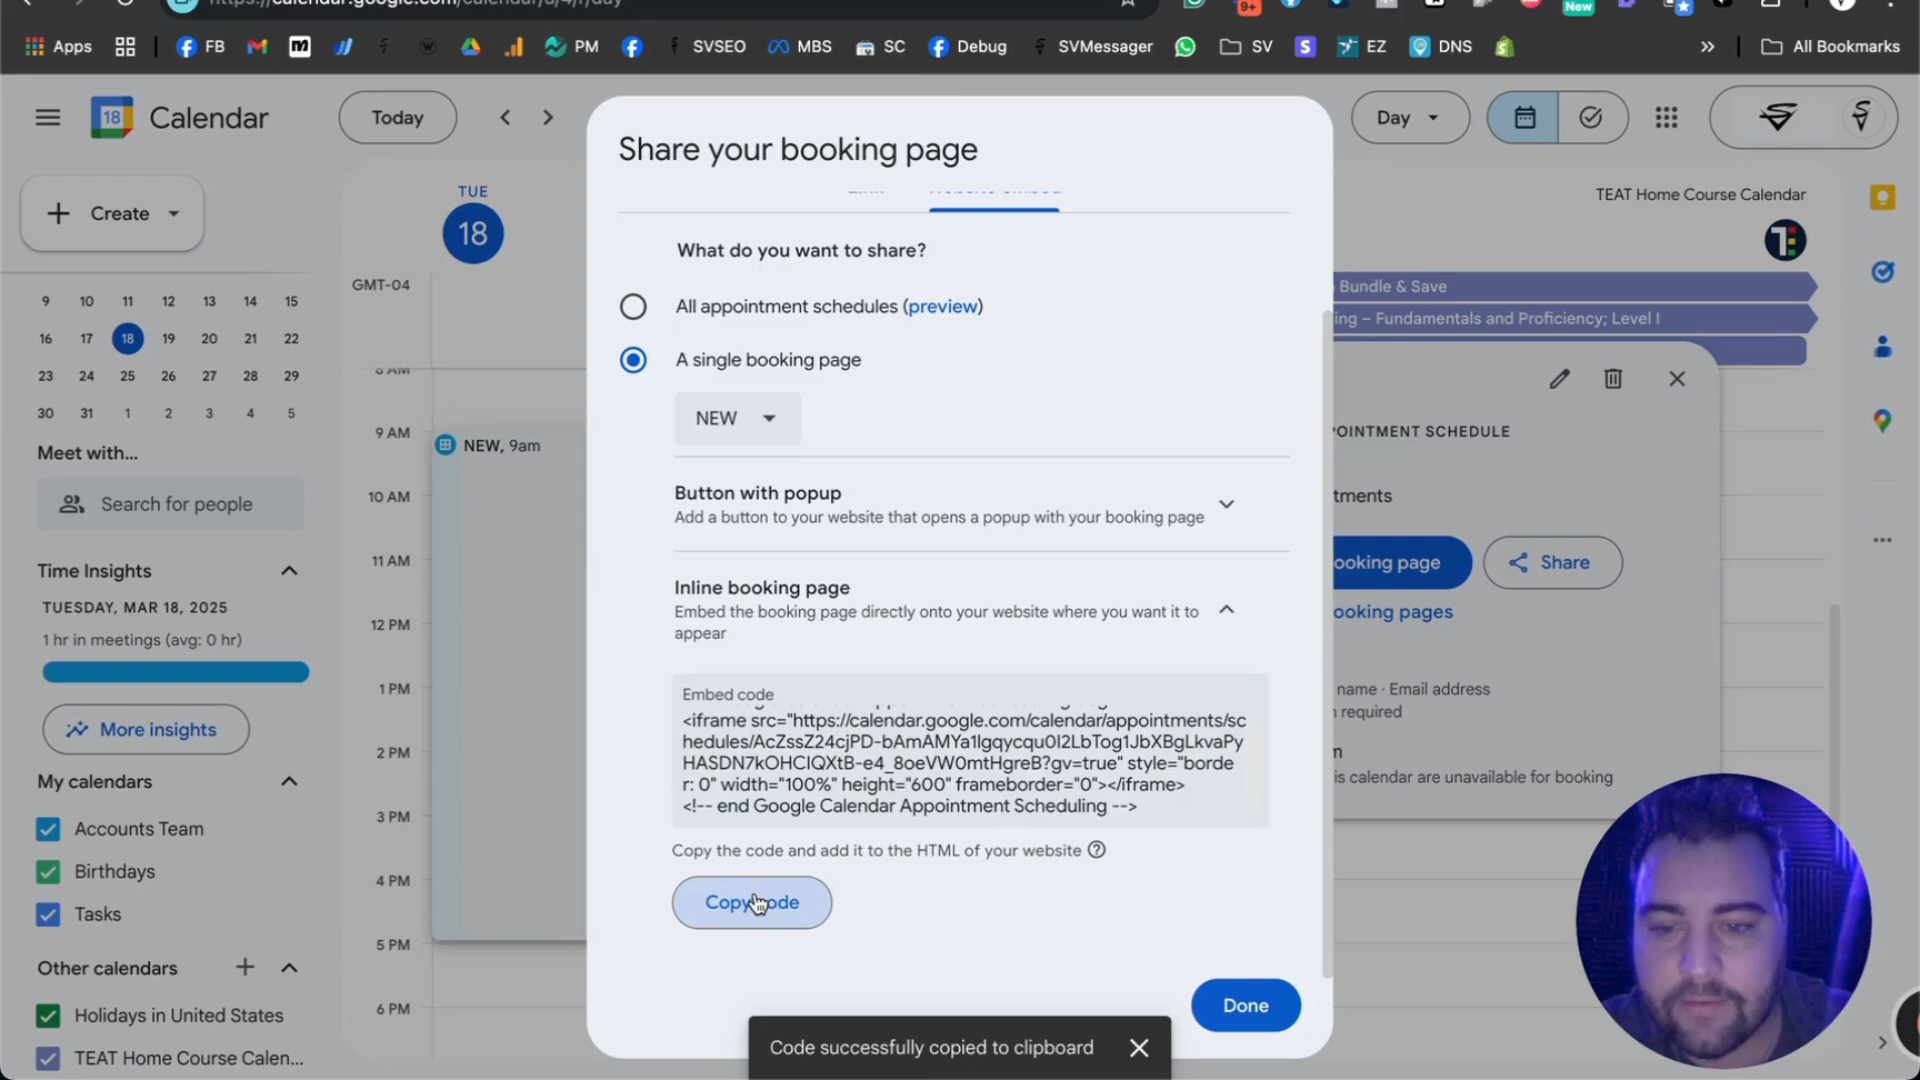 https://calendar.google.com/calendar/u/4/r/day
9+
New
Apps
FB
PM
SVSEO
MBS
SC
Debug
SVMessager
SV
EZ
DNS
»
All Bookmarks
18
Calendar
Today
Day
Create
TUE
18
GMT-04
9 10 11 12 13 14 15
16 17 18 19 20 21 22
23 24 25 26 27 28 29
30 31 1 2 3 4 5
Meet with...
Search for people
Time Insights
TUESDAY, MAR 18, 2025
1 hr in meetings (avg: 0 hr)
More insights
My calendars
Accounts Team
Birthdays
Tasks
Other calendars
Holidays in United States
TEAT Home Course Calen...
8 AM
9 AM
10 AM
11 AM
12 PM
1 PM
2 PM
3 PM
4 PM
5 PM
6 PM
NEW, 9am
Share your booking page
Link
Website embed
What do you want to share?
All appointment schedules (preview)
A single booking page
NEW
Button with popup
Add a button to your website that opens a popup with your booking page
Inline booking page
Embed the booking page directly onto your website where you want it to
appear
Embed code
<iframe src="https://calendar.google.com/calendar/appointments/sc
hedules/AcZssZ24cjPD-bAmAMYa1lgqycqu0I2LbTog1JbXBgLkvaPy
HASDN7kOHCIQXtB-e4_8oeVW0mtHgreB?gv=true" style="borde
r: 0" width="100%" height="600" frameborder="0"></iframe>
<!-- end Google Calendar Appointment Scheduling -->
Copy the code and add it to the HTML of your website
Copy code
Done
Code successfully copied to clipboard
TEAT Home Course Calendar
Bundle & Save
ing – Fundamentals and Proficiency; Level I
POINTMENT SCHEDULE
tments
ooking page
Share
ooking pages
name · Email address
required
m
is calendar are unavailable for booking